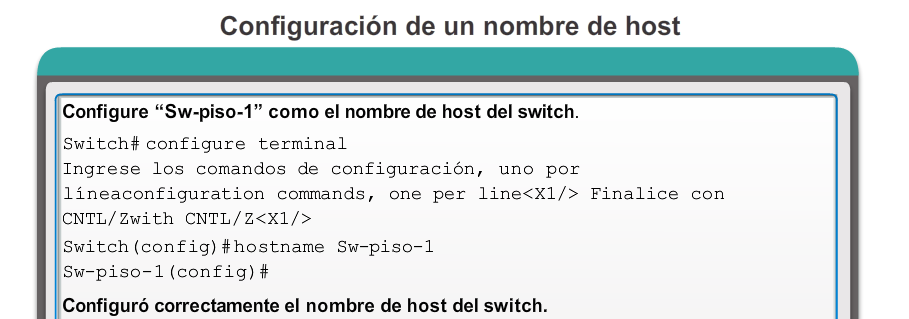 Configuración de un nombre de host
Configure “Sw-piso-1” como el nombre de host del switch.
Switch# configure terminal
Ingrese los comandos de configuración, uno por
líneaconfiguration commands, one per line<X1/> Finalice con
CNTL/Zwith CNTL/Z<X1/>
Switch(config)#hostname Sw-piso-1
Sw-piso-1(config)#
Configuró correctamente el nombre de host del switch.